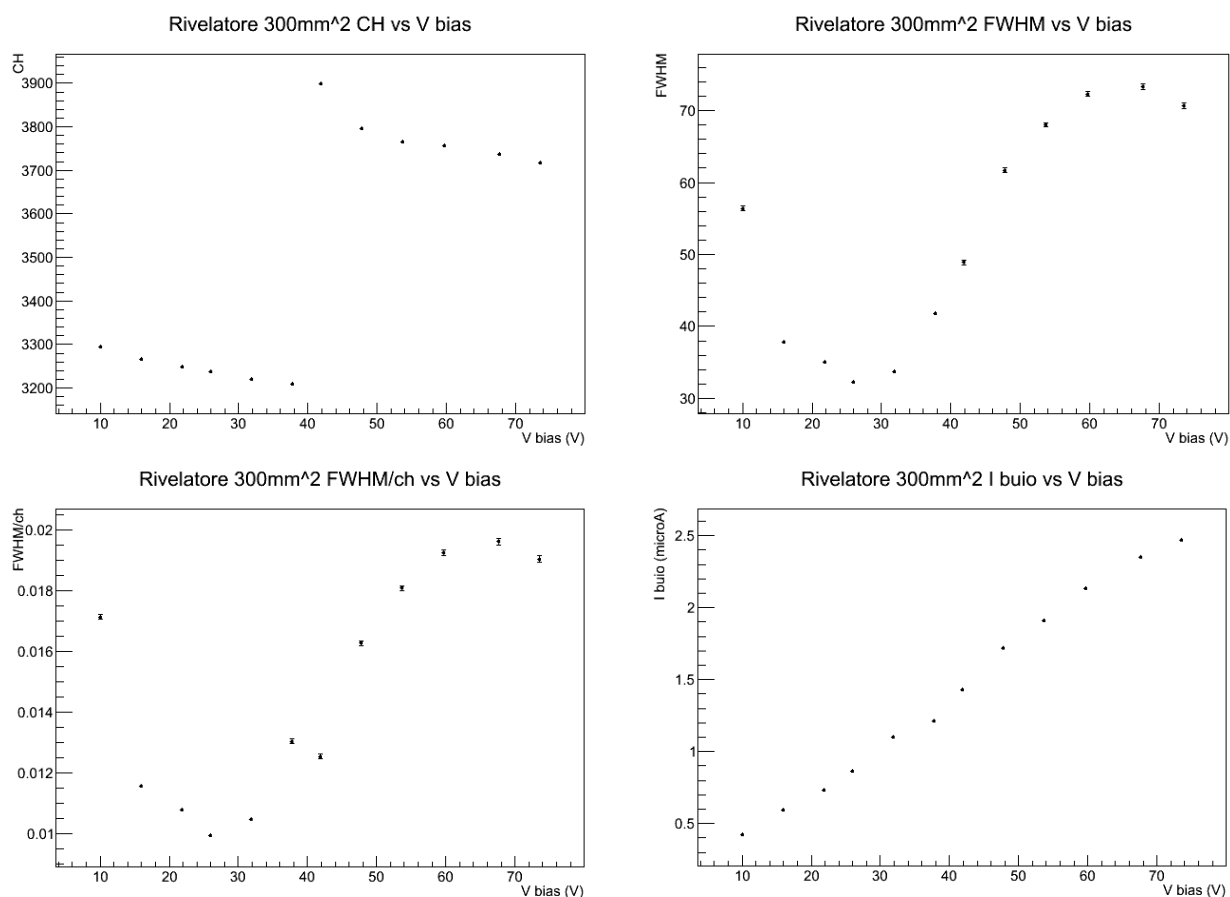 Rivelatore 300mm^2 CH vs V bias
CH
3900
3800
3700
3600
3500
3400
3300
3200
10 20 30 40 50 60 70
V bias (V)
Rivelatore 300mm^2 FWHM vs V bias
FWHM
70
60
50
40
30
10 20 30 40 50 60 70
V bias (V)
Rivelatore 300mm^2 FWHM/ch vs V bias
FWHM/ch
0.02
0.018
0.016
0.014
0.012
0.01
10 20 30 40 50 60 70
V bias (V)
Rivelatore 300mm^2 I buio vs V bias
I buio (microA)
2.5
2
1.5
1
0.5
10 20 30 40 50 60 70
V bias (V)